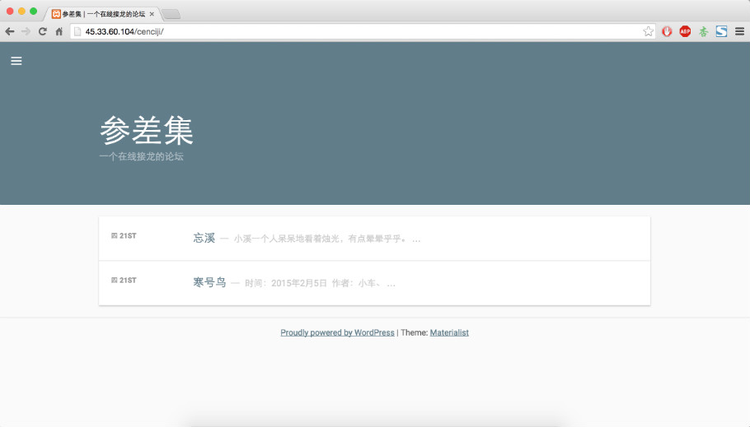 参差集 | 一个在线接龙的论坛
45.33.60.104/cenciji/
ABP
参差集
一个在线接龙的论坛
四 21ST
忘溪 — 小溪一个人呆呆地看着烛光，有点晕晕乎乎。 ...
四 21ST
寒号鸟 — 时间：2015年2月5日 作者：小车。 ...
Proudly powered by WordPress | Theme: Materialist